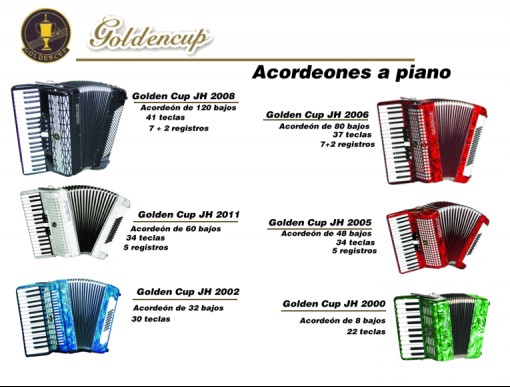 GOLDENCUP
Goldencup
Acordeones a piano
Golden Cup JH 2008
Acordeón de 120 bajos
41 teclas
7 + 2 registros
Golden Cup JH 2006
Acordeón de 80 bajos
37 teclas
7+2 registros
Golden Cup JH 2011
Acordeón de 60 bajos
34 teclas
5 registros
Golden Cup JH 2005
Acordeón de 48 bajos
34 teclas
5 registros
Golden Cup JH 2002
Acordeón de 32 bajos
30 teclas
Golden Cup JH 2000
Acordeón de 8 bajos
22 teclas